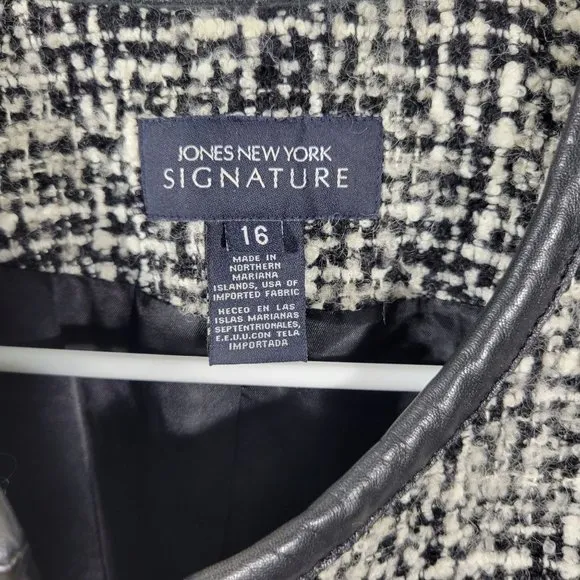 JONES NEW YORK
SIGNATURE
16
MADE IN
NORTHERN
MARIANA
ISLANDS, USA OF
IMPORTED FABRIC
HECEO EN LAS
ISLAS MARIANAS
SEPTENTRIONALES,
E.E.U.U.CON TELA
IMPORTADA